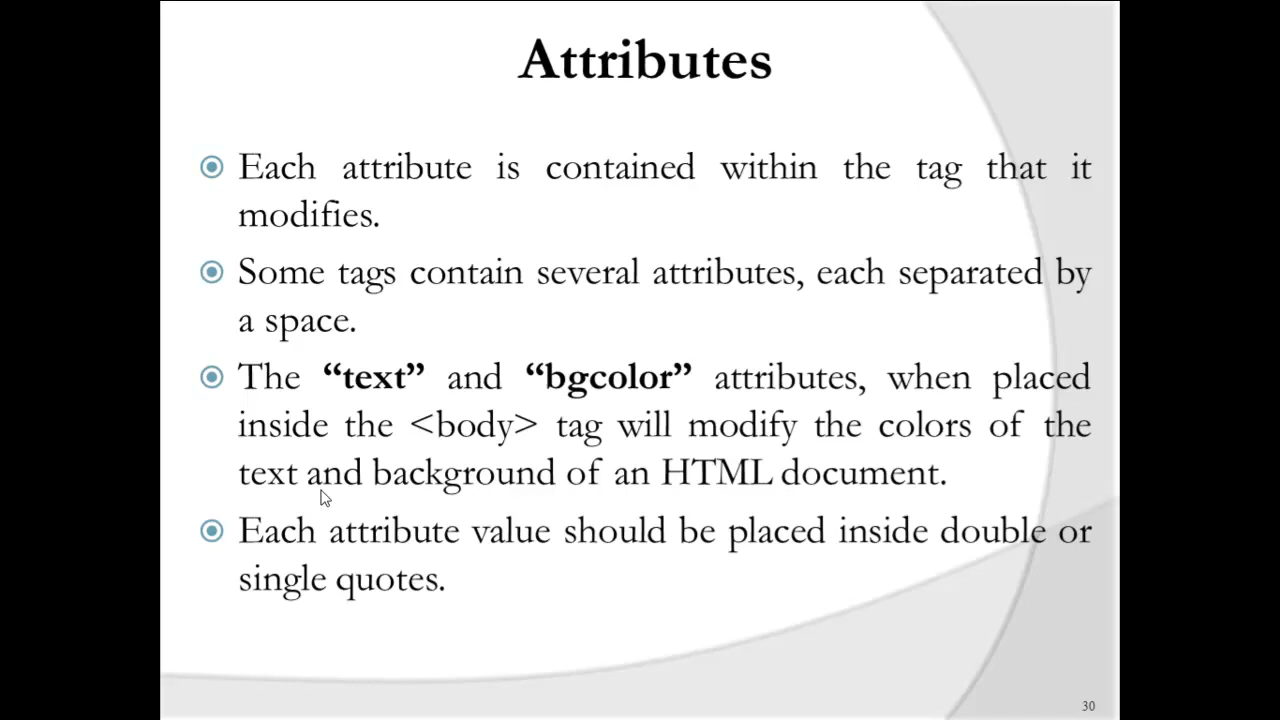 Attributes
Each attribute is contained within the tag that it
modifies.
Some tags contain several attributes, each separated by
a space.
The “text” and “bgcolor” attributes, when placed
inside the <body> tag will modify the colors of the
text and background of an HTML document.
Each attribute value should be placed inside double or
single quotes.
30